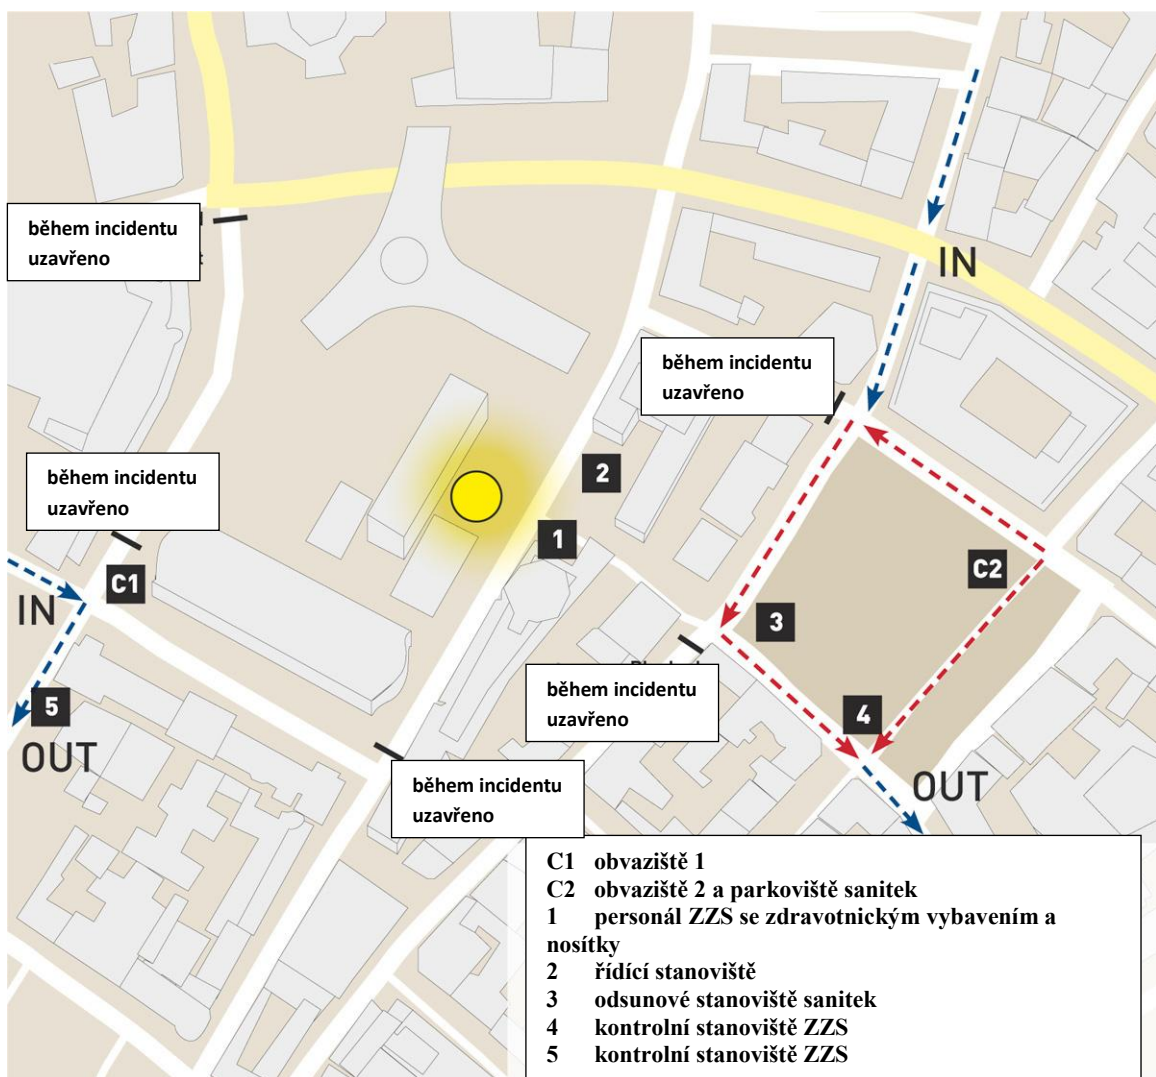 během incidentu
uzavřeno
IN
během incidentu
uzavřeno
během incidentu
uzavřeno
2
1
C1
C2
IN
3
během incidentu
uzavřeno
5
4
OUT
OUT
během incidentu
uzavřeno
C1 obvaziště 1
C2 obvaziště 2 a parkoviště sanitek
1 personál ZZS se zdravotnickým vybavením a
nosítky
2 řídící stanoviště
3 odsunové stanoviště sanitek
4 kontrolní stanoviště ZZS
5 kontrolní stanoviště ZZS